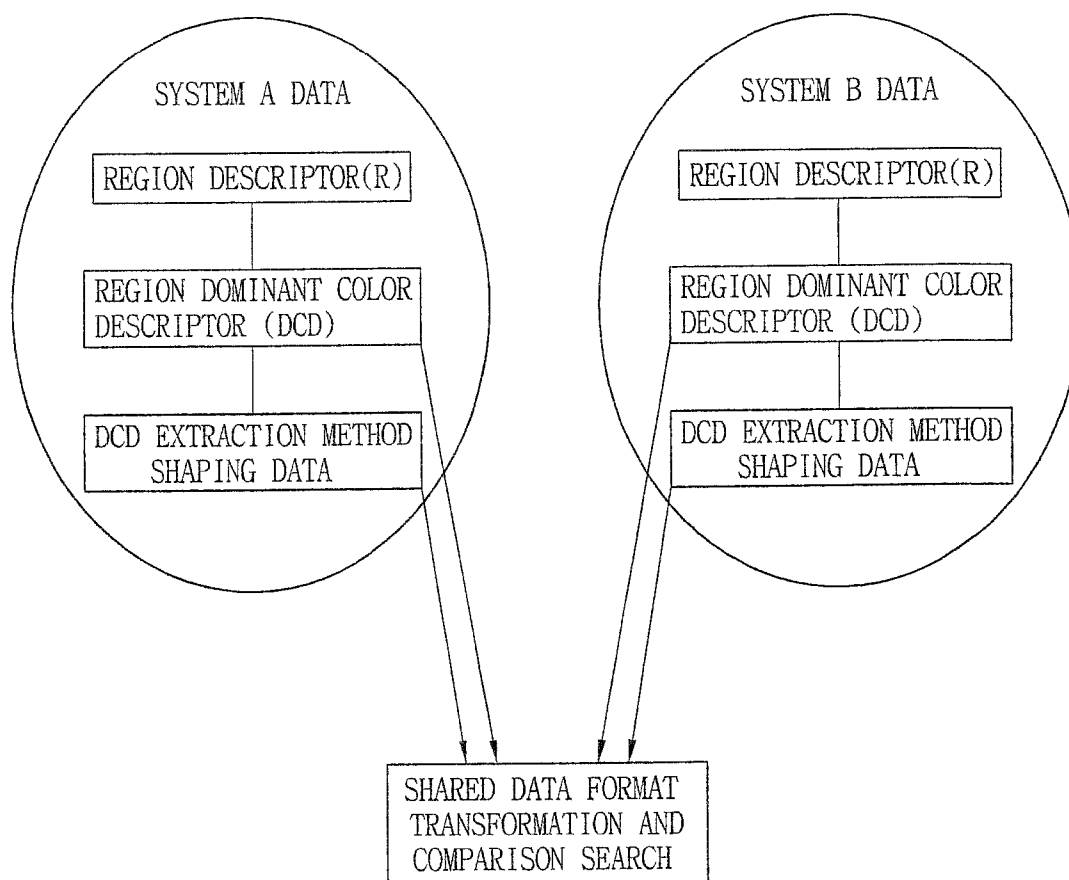 SYSTEM A DATA
REGION DESCRIPTOR(R)
REGION DOMINANT COLOR
DESCRIPTOR (DCD)
DCD EXTRACTION METHOD
SHAPING DATA
SYSTEM B DATA
REGION DESCRIPTOR(R)
REGION DOMINANT COLOR
DESCRIPTOR (DCD)
DCD EXTRACTION METHOD
SHAPING DATA
SHARED DATA FORMAT
TRANSFORMATION AND
COMPARISON SEARCH